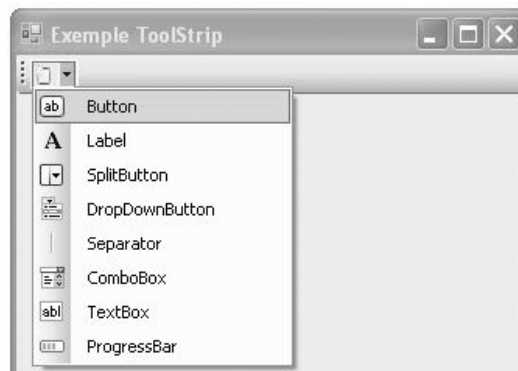 Exemple ToolStrip
Button
Label
SplitButton
DropDownButton
Separator
ComboBox
TextBox
ProgressBar